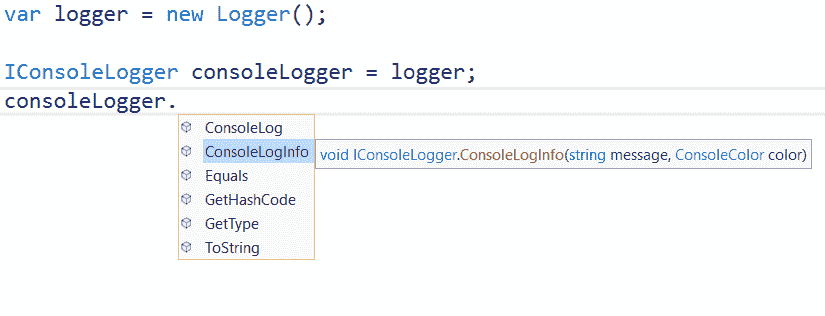 var logger = new Logger();
IConsoleLogger consoleLogger = logger;
consoleLogger.
ConsoleLog
ConsoleLogInfo void IConsoleLogger.ConsoleLogInfo(string message, ConsoleColor color)
Equals
GetHashCode
GetType
ToString